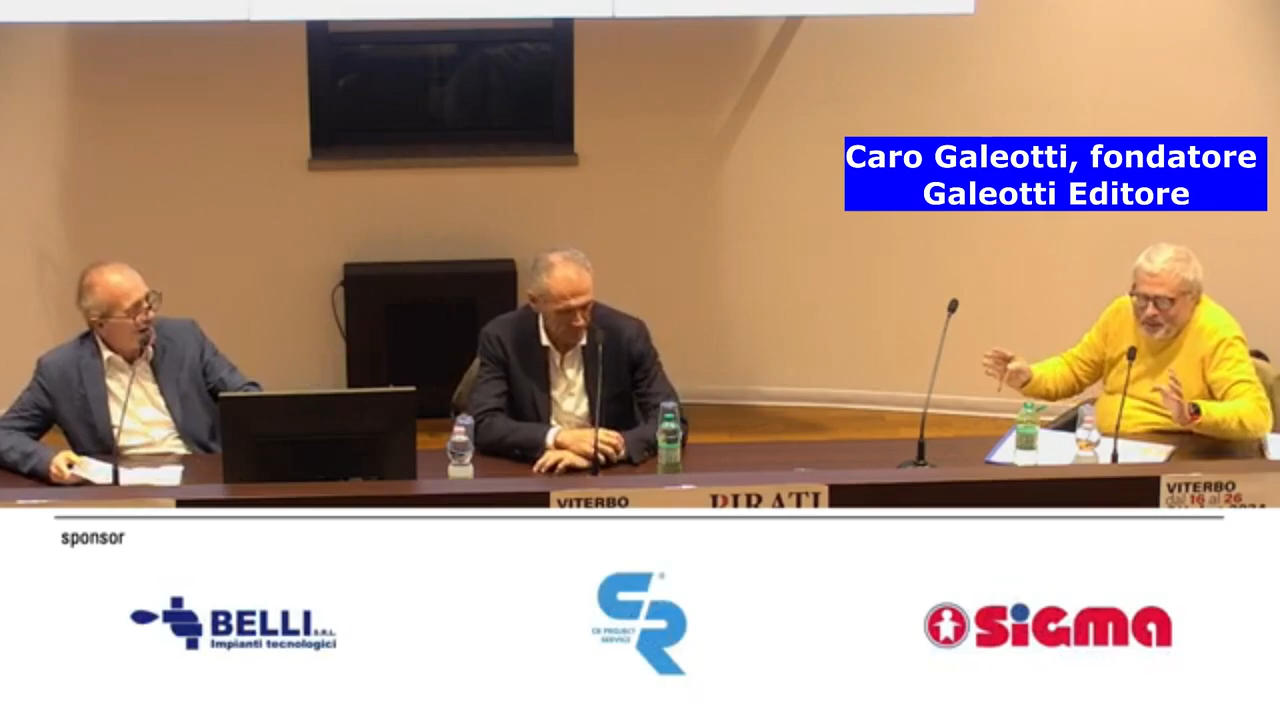 Caro Galeotti, fondatore
Galeotti Editore
VITERBO
PIRATI
VITERBO
dal 16 al 26
sponsor
BELLI S.R.L.
Impianti tecnologici
CR PROJECT
SERVICE
SIGMA